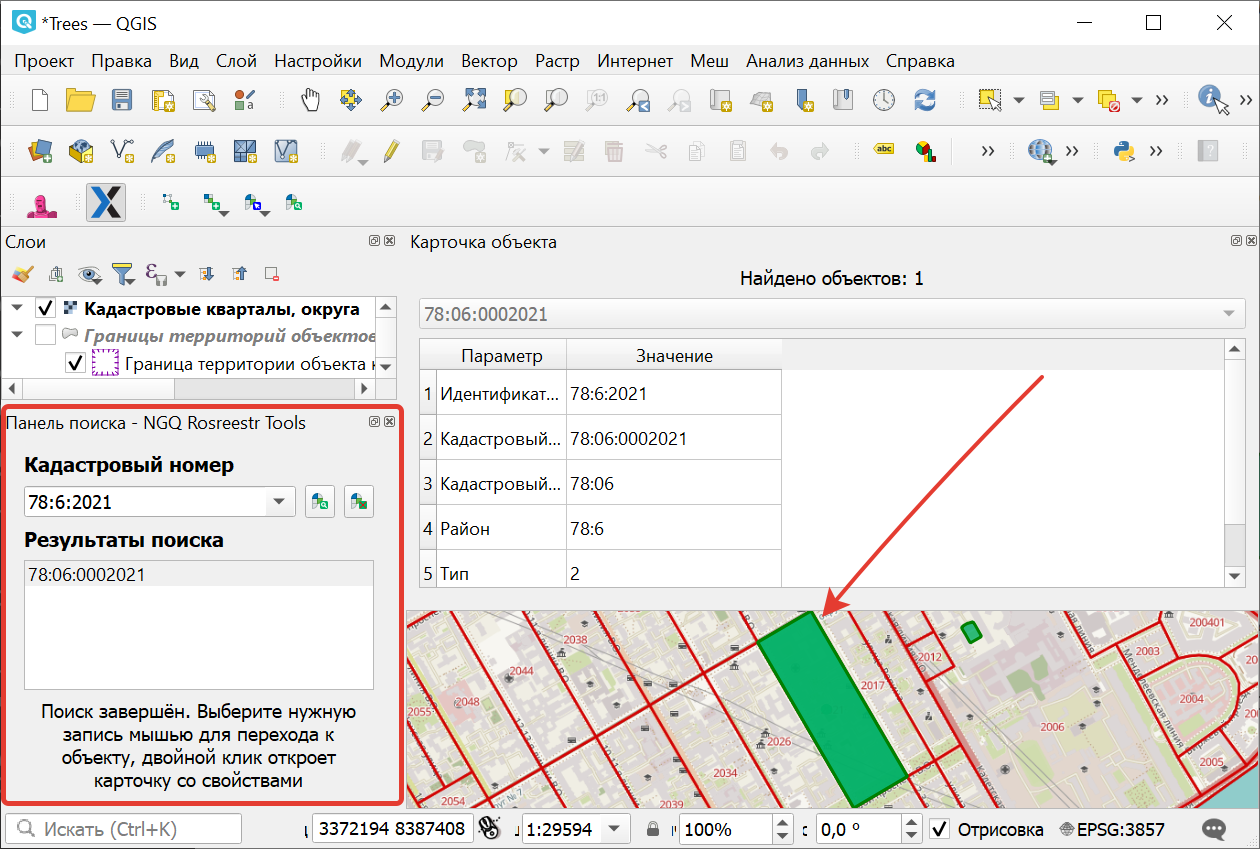 *Trees — QGIS
Проект Правка Вид Слой Настройки Модули Вектор Растр Интернет Меш Анализ данных Справка
Слои
Кадастровые кварталы, округа
Границы территорий объектов
Граница территории объекта
Панель поиска - NGQ Rosreestr Tools
Кадастровый номер
78:6:2021
Результаты поиска
78:06:0002021
Поиск завершён. Выберите нужную
запись мышью для перехода к
объекту, двойной клик откроет
карточку со свойствами
Карточка объекта
Найдено объектов: 1
78:06:0002021
Параметр Значение
1 Идентификат... 78:6:2021
2 Кадастровый... 78:06:0002021
3 Кадастровый... 78:06
4 Район 78:6
5 Тип 2
2038
2044
2048
2055
2054
2034
2039
2026
2017
2012
2006
2003
2004
2005
200401
Менделеевская линия
Искать (Ctrl+K) 3372194 8387408 1:29594 100% 0,0 ° Отрисовка EPSG:3857